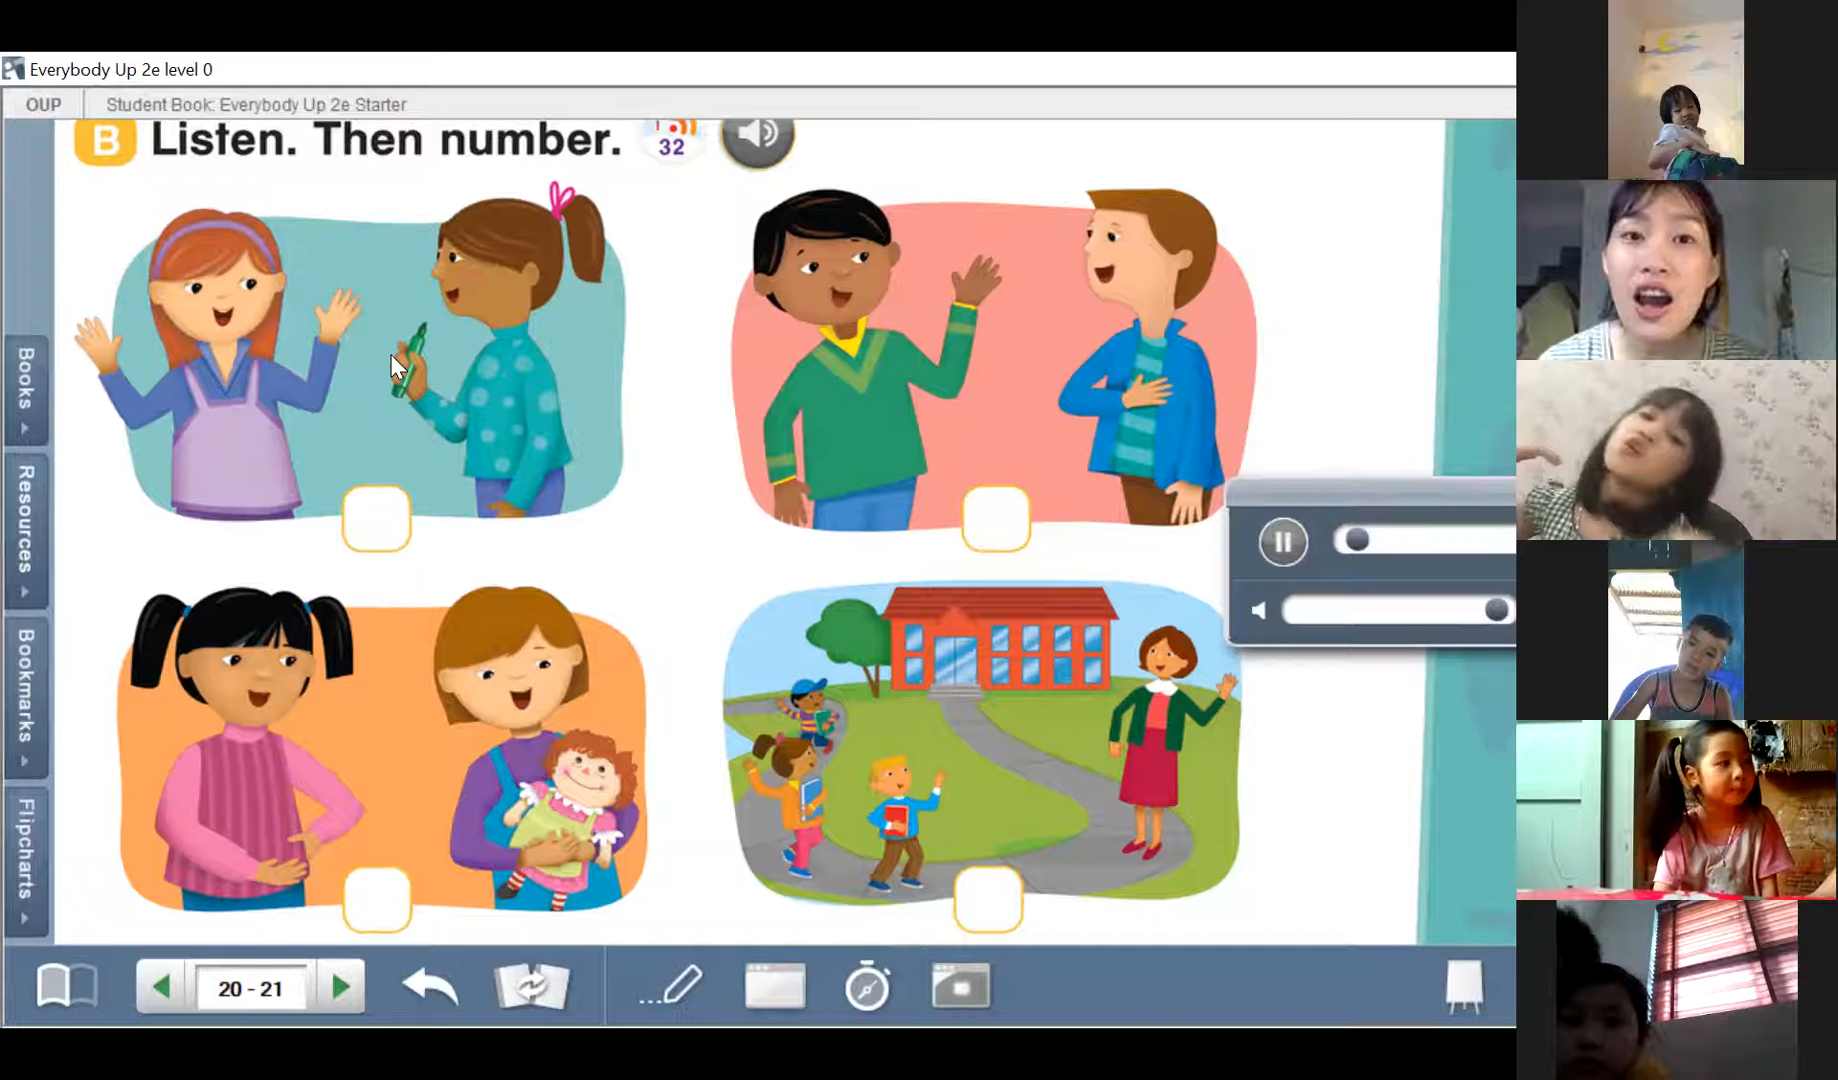 Everybody Up 2e level 0
OUP
Student Book: Everybody Up 2e Starter
B Listen. Then number. 32
Books
Resources
Bookmarks
Flipcharts
20 - 21